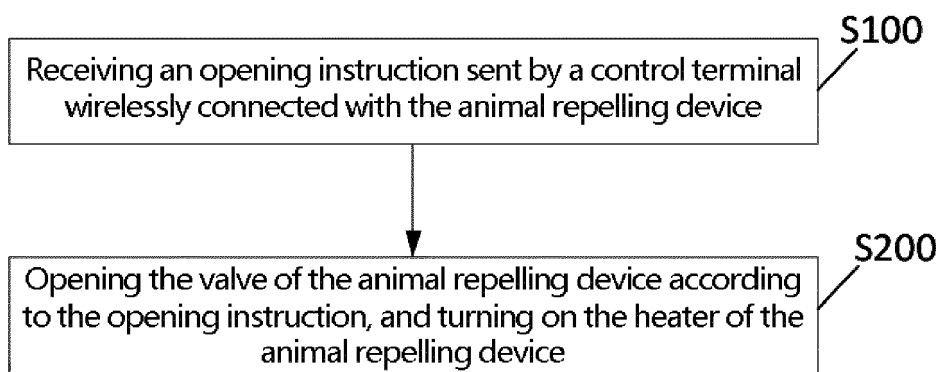 S100
Receiving an opening instruction sent by a control terminal
wirelessly connected with the animal repelling device
S200
Opening the valve of the animal repelling device according
to the opening instruction, and turning on the heater of the
animal repelling device